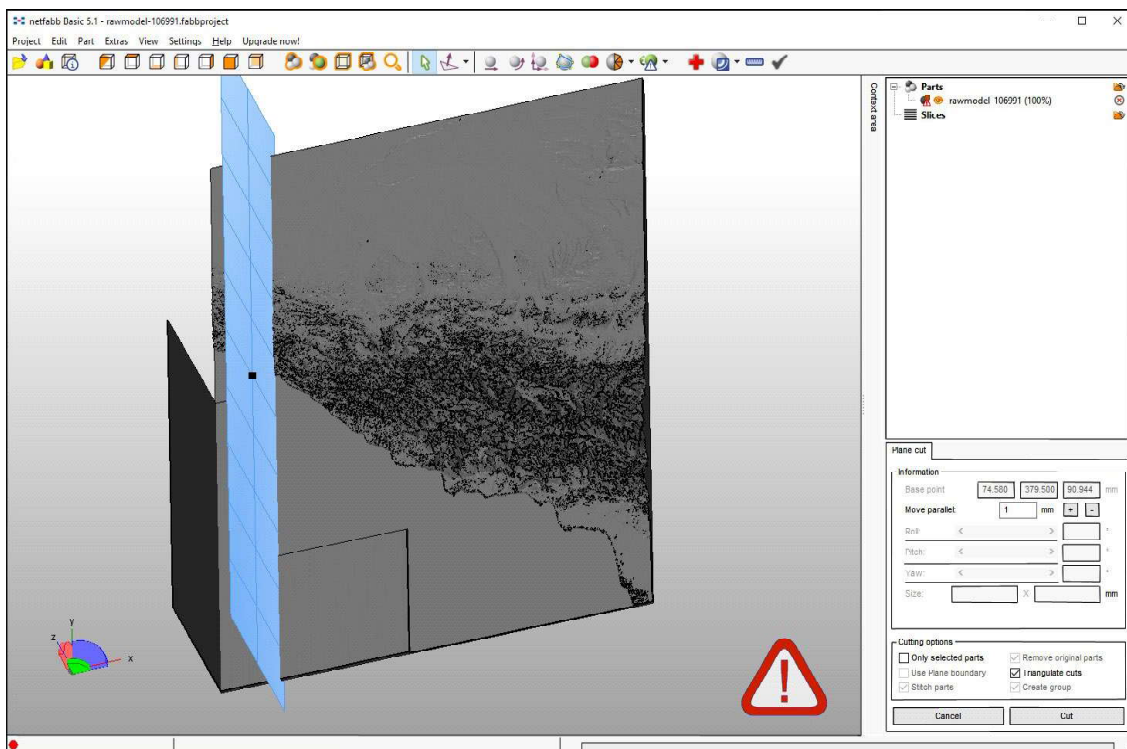 netfabb Basic 5.1 - rawmodel-106991.fabbproject
Project Edit Part Extras View Settings Help Upgrade now!
Context area
Parts
rawmodel 106991 (100%)
Slices
Plane cut
Information
Base point 74.580 379.500 90.944 mm
Move parallel: 1 mm + -
Roll: < > °
Pitch: < > °
Yaw: < > °
Size: X mm
Cutting options
Only selected parts Remove original parts
Use Plane boundary Triangulate cuts
Stitch parts Create group
Cancel Cut
Z Y X
!